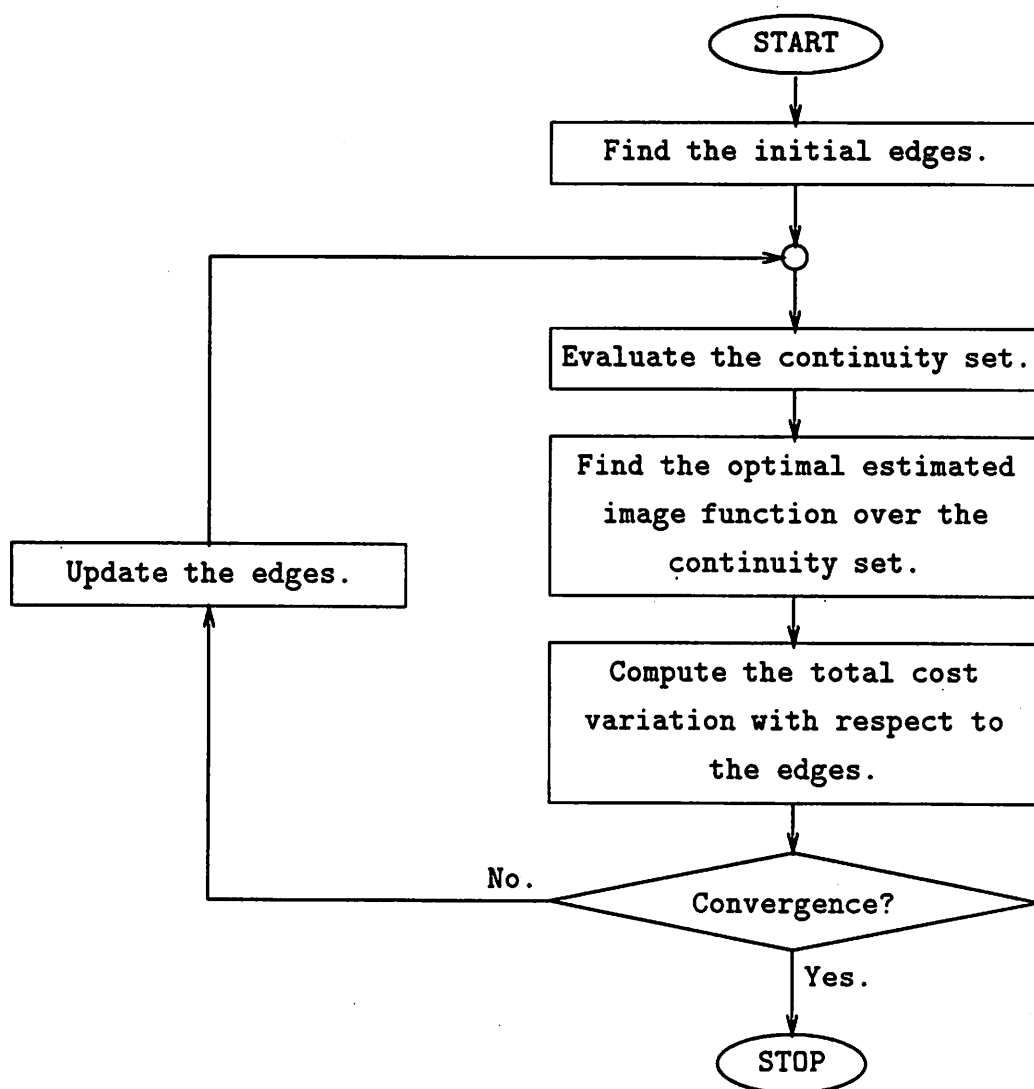 START
Find the initial edges.
Evaluate the continuity set.
Find the optimal estimated
image function over the
continuity set.
Update the edges.
Compute the total cost
variation with respect to
the edges.
No.
Convergence?
Yes.
STOP